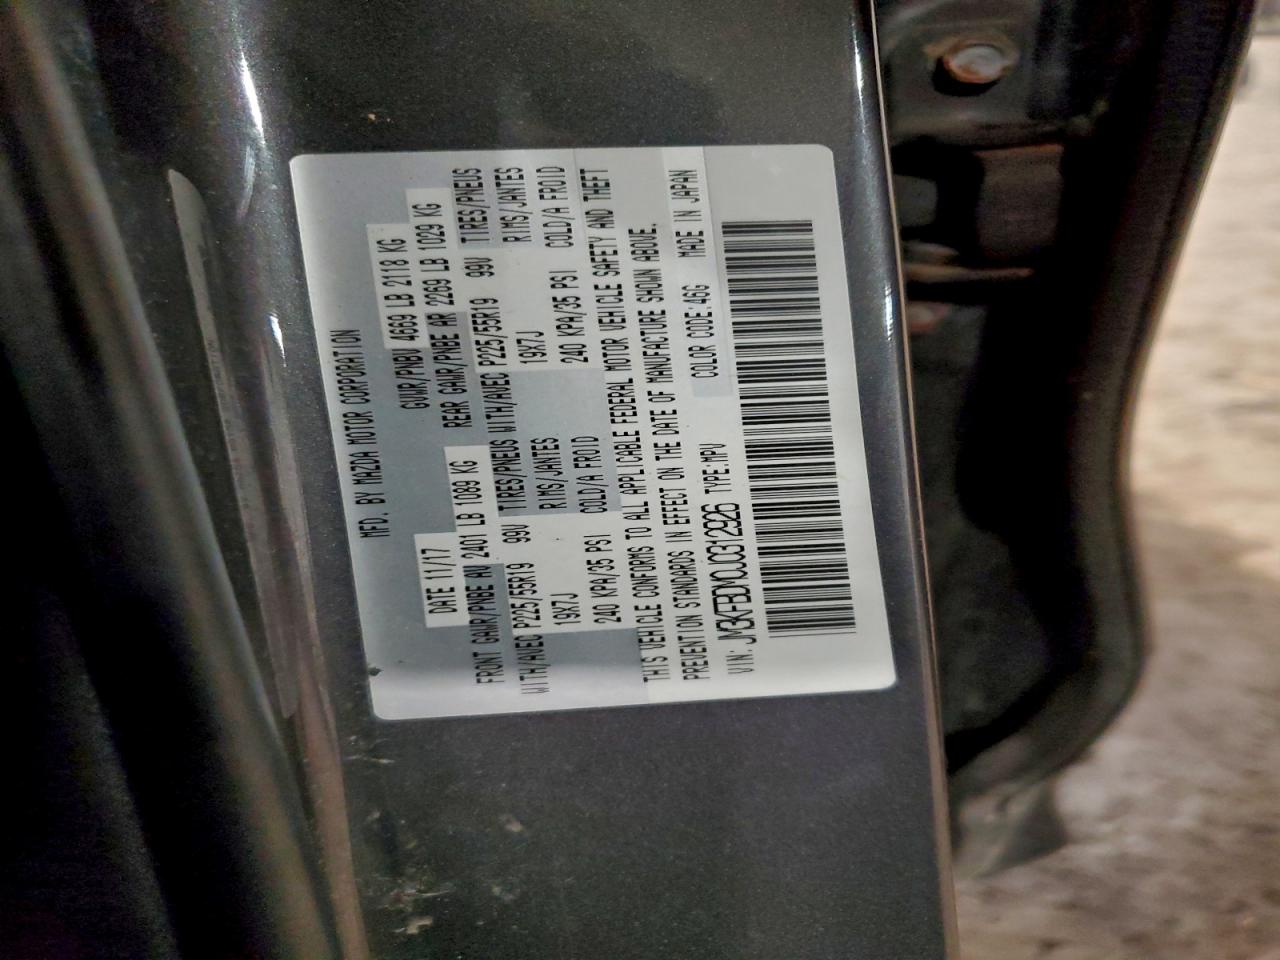 MFD. BY MAZDA MOTOR CORPORATION
DATE 11/17 GVWR/PNBV 4669 LB 2118 KG
FRONT GAWR/PNBE AV 2401 LB 1089 KG REAR GAWR/PNBE AR 2269 LB 1029 KG
WITH/AVEC P225/55R19 99V TIRES/PNEUS WITH/AVEC P225/55R19 99V TIRES/PNEUS
19X7J RIMS/JANTES 19X7J RIMS/JANTES
240 KPA/35 PSI COLD/A FROID 240 KPA/35 PSI COLD/A FROID
THIS VEHICLE CONFORMS TO ALL APPLICABLE FEDERAL MOTOR VEHICLE SAFETY AND THEFT
PREVENTION STANDARDS IN EFFECT ON THE DATE OF MANUFACTURE SHOWN ABOVE.
VIN: JM3KFBDM0J0312926 TYPE:MPV COLOR CODE:46G MADE IN JAPAN